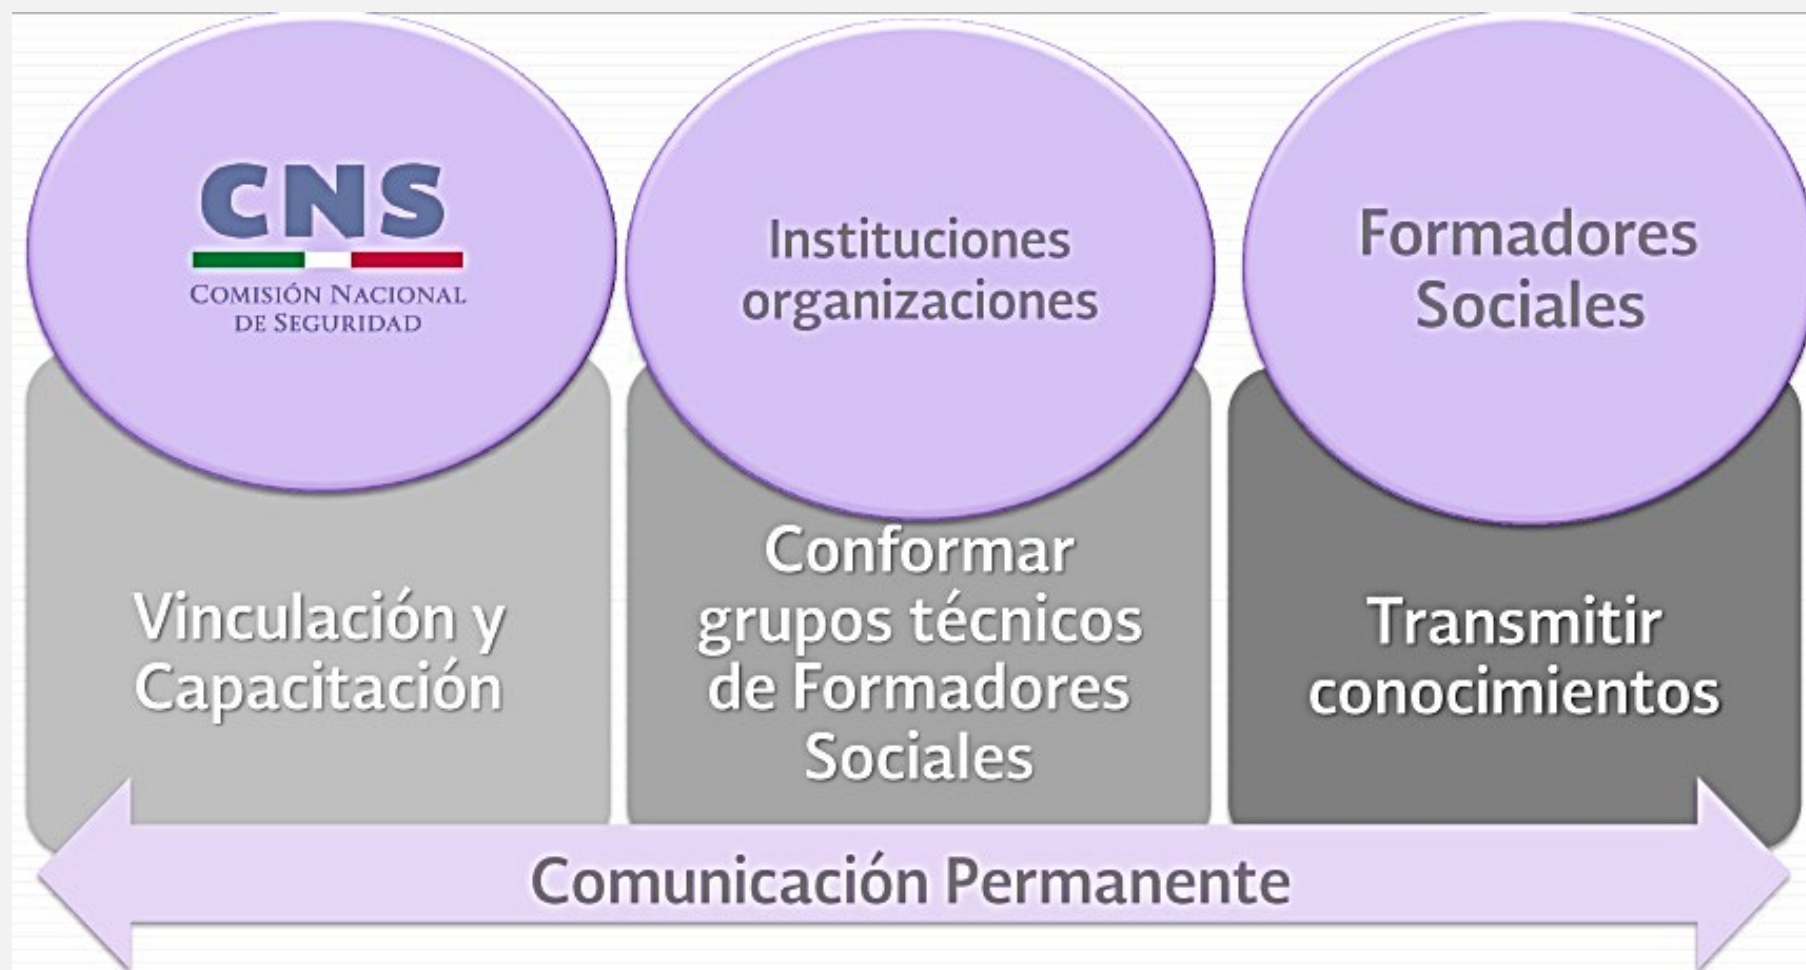 CNS
COMISIÓN NACIONAL
DE SEGURIDAD
Vinculación y
Capacitación
Instituciones
organizaciones
Conformar
grupos técnicos
de Formadores
Sociales
Formadores
Sociales
Transmitir
conocimientos
Comunicación Permanente